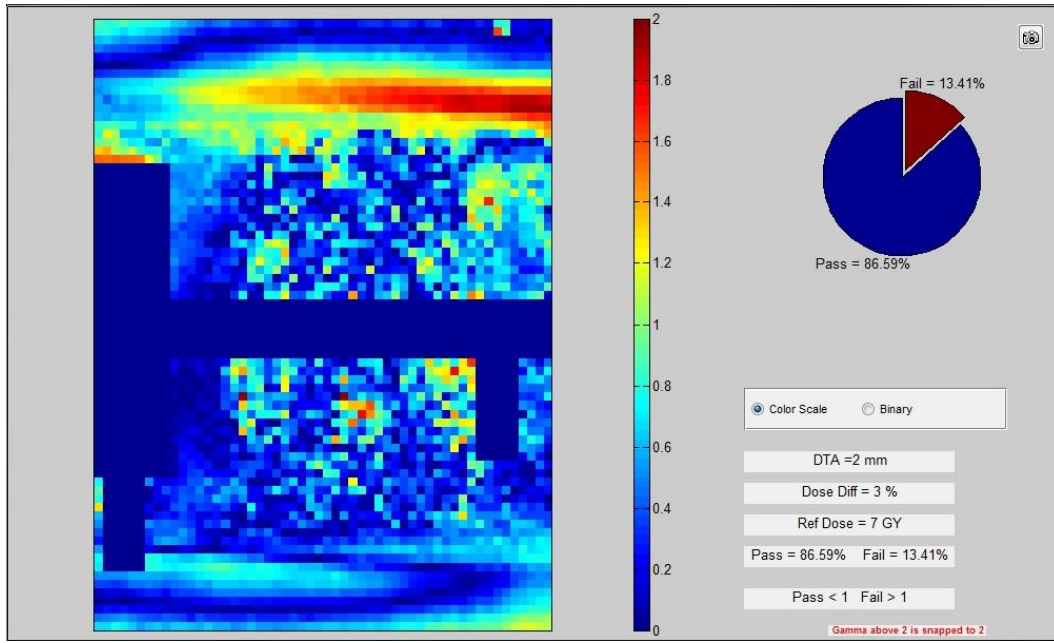 2
1.8
1.6
1.4
1.2
1
0.8
0.6
0.4
0.2
0
Fail = 13.41%
Pass = 86.59%
Color Scale
Binary
DTA =2 mm
Dose Diff = 3 %
Ref Dose = 7 GY
Pass = 86.59% Fail = 13.41%
Pass < 1 Fail > 1
Gamma above 2 is snapped to 2